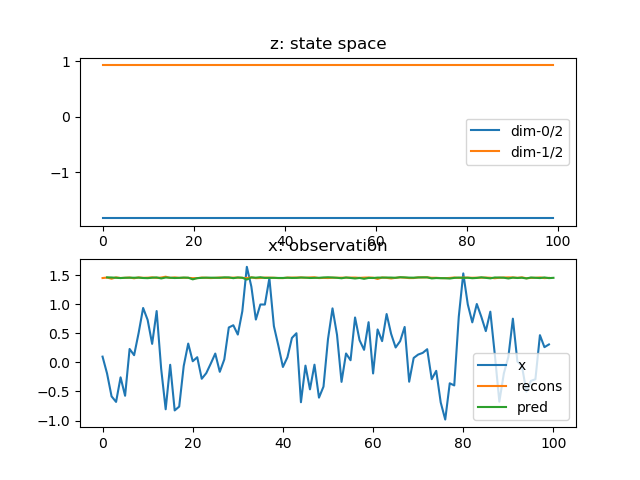 z: state space
1
0
−1
dim-0/2
dim-1/2
0 20 40 60 80 100
x: observation
1.5
1.0
0.5
0.0
−0.5
−1.0
x
recons
pred
0 20 40 60 80 100